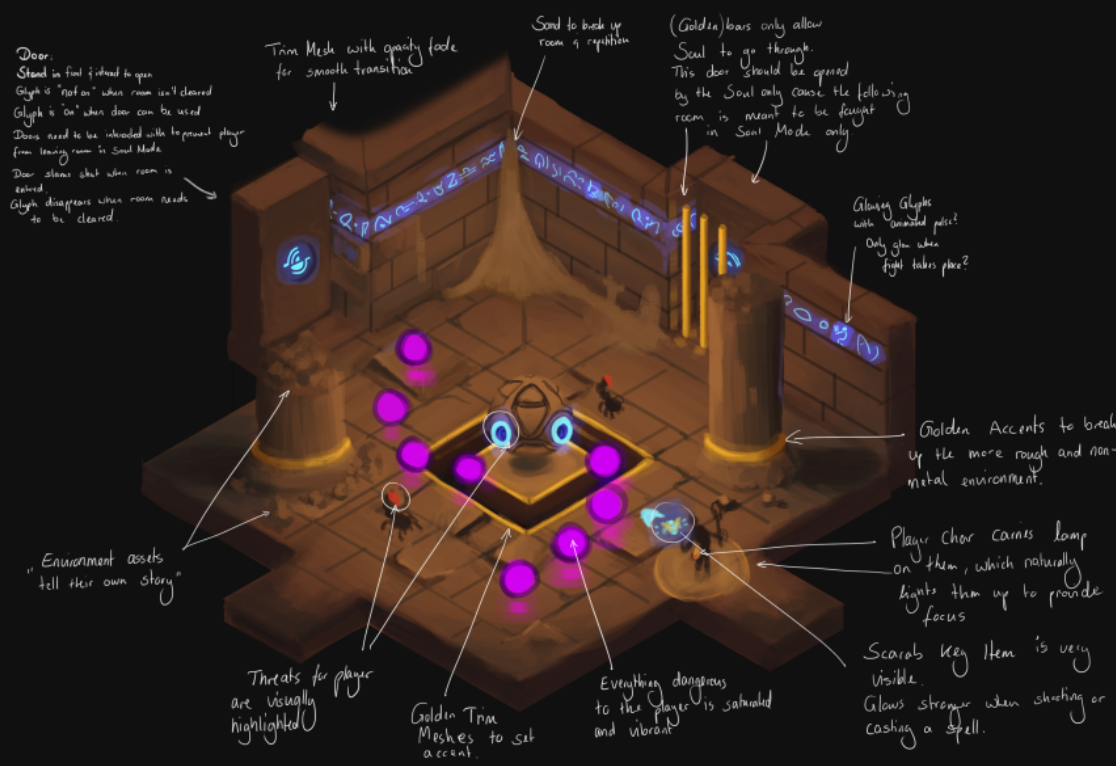 Door:
Stand in front & interact to open
Glyph is "not on" when room isn't cleared
Glyph is "on" when door can be used
Doors need to be interacted with to prevent player
from leaving room in Soul Mode
Door slams shut when room is
entered.
Glyph disappears when room needs
to be cleared.
Trim Mesh with opacity fade
for smooth transition
Sand to break up
room & repetition
(Golden) bars only allow
Soul to go through.
This door should be opened
by the Soul only cause the following
room is meant to be fought
in Soul Mode only
Glowing Glyphs
with animated pulse?
Only glow when
fight takes place?
Golden Accents to break
up the more rough and non-
metal environment.
Player Char carries lamp
on them, which naturally
lights them up to provide
focus
Scarab Key Item is very
visible.
Glows stronger when shooting or
casting a spell.
"Environment assets
tell their own story"
Threats for player
are visually
highlighted
Golden Trim
Meshes to set
accent.
Everything dangerous
to the player is saturated
and vibrant